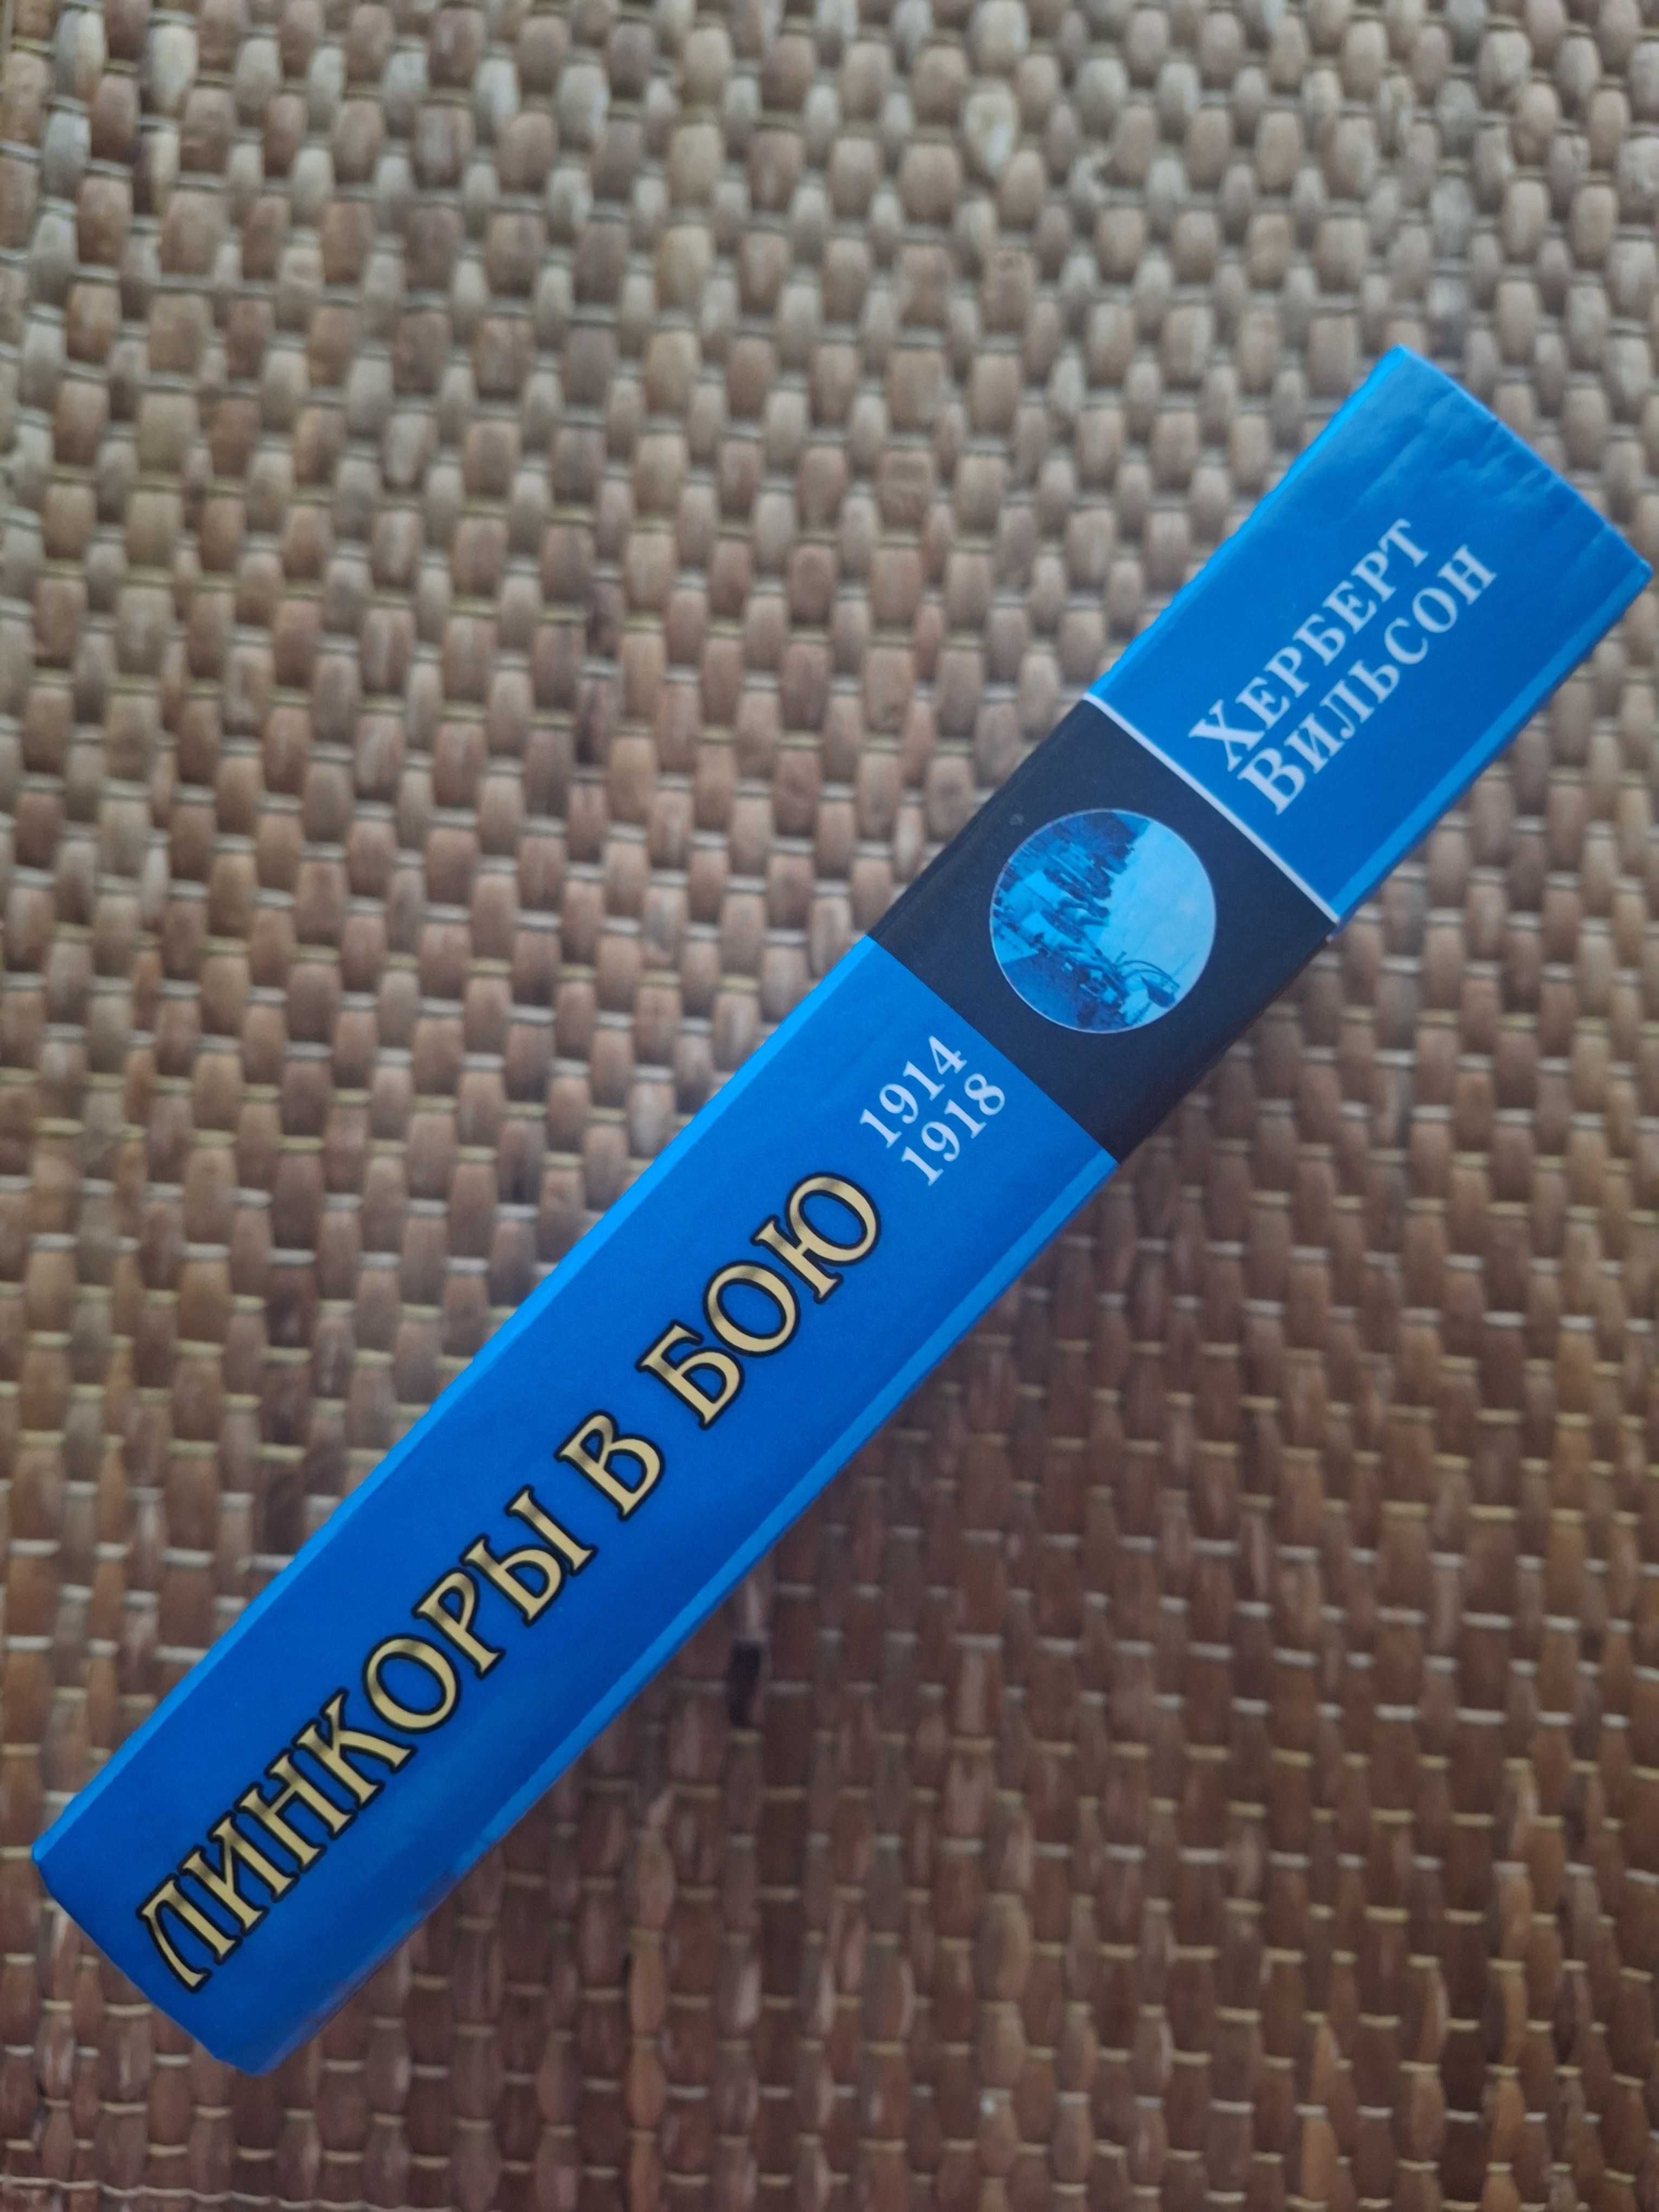 Херберт
Вильсон
1914
1918
ЛИНКОРЫ В БОЮ